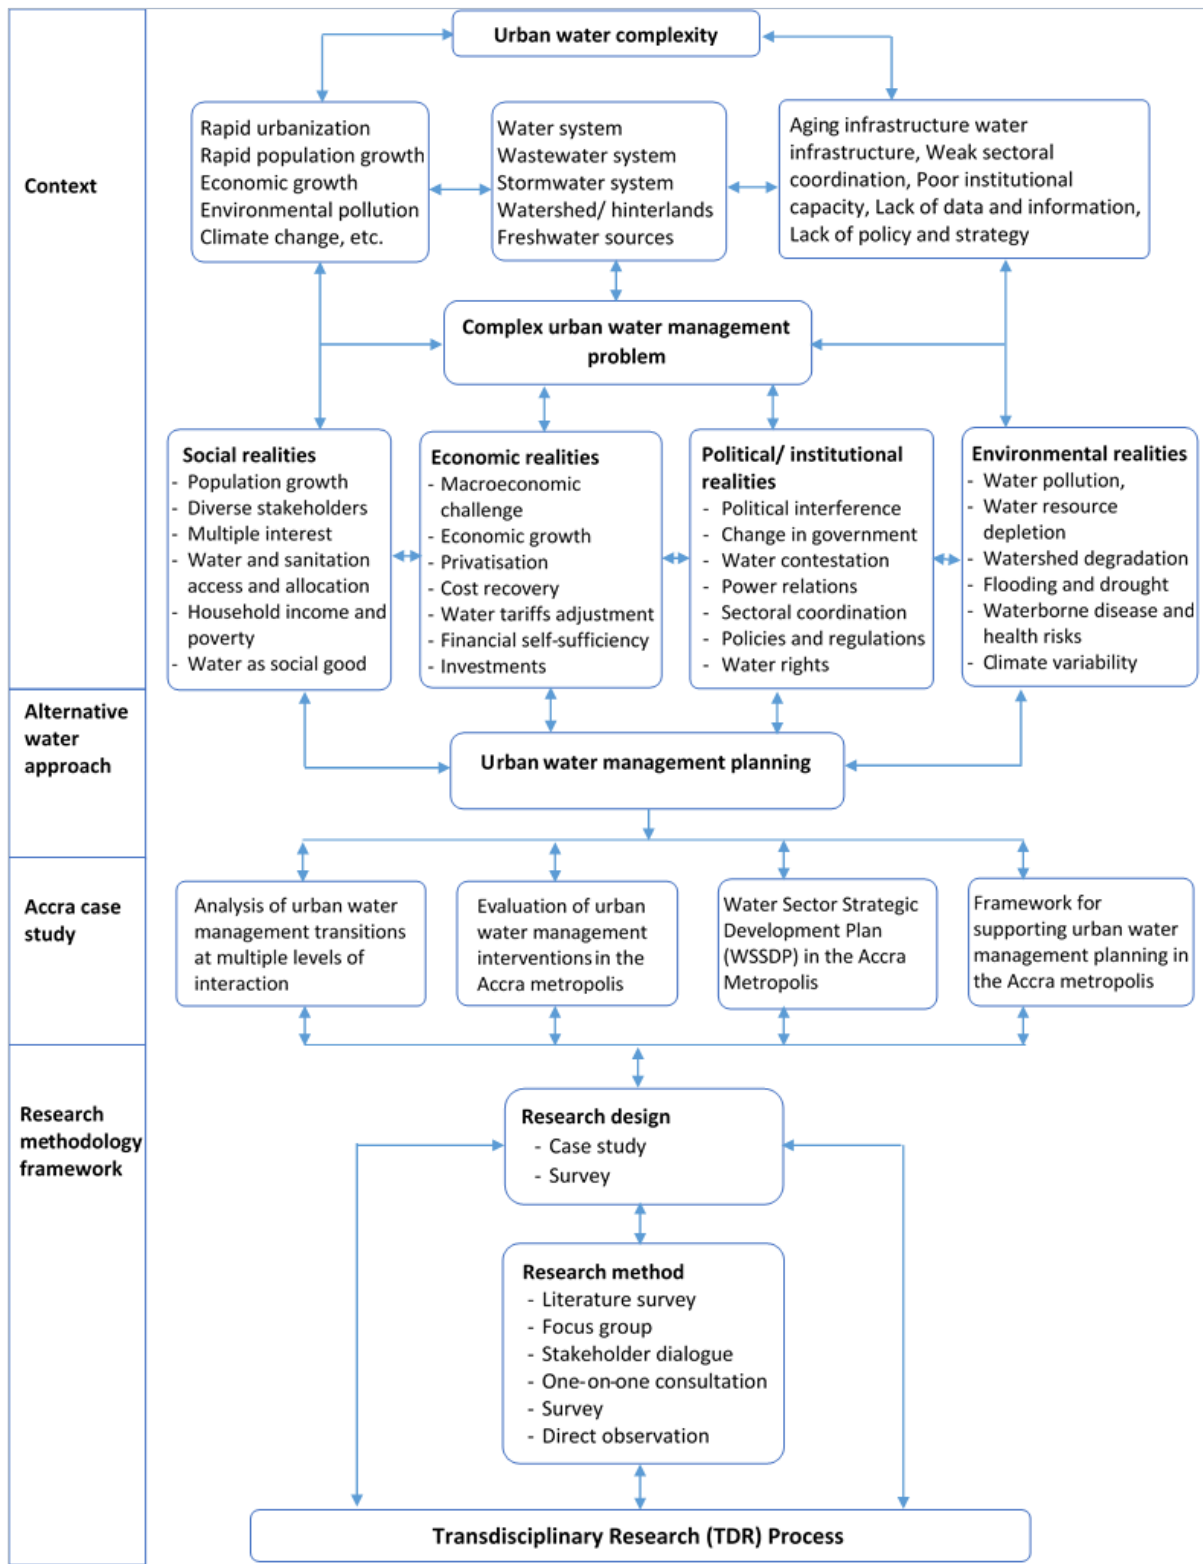 Urban water complexity
Context
Rapid urbanization
Rapid population growth
Economic growth
Environmental pollution
Climate change, etc.
Water system
Wastewater system
Stormwater system
Watershed/ hinterlands
Freshwater sources
Aging infrastructure water
infrastructure, Weak sectoral
coordination, Poor institutional
capacity, Lack of data and information,
Lack of policy and strategy
Complex urban water management
problem
Social realities
- Population growth
- Diverse stakeholders
- Multiple interest
- Water and sanitation
access and allocation
- Household income and
poverty
- Water as social good
Economic realities
- Macroeconomic
challenge
- Economic growth
- Privatisation
- Cost recovery
- Water tariffs adjustment
- Financial self-sufficiency
- Investments
Political/ institutional
realities
- Political interference
- Change in government
- Water contestation
- Power relations
- Sectoral coordination
- Policies and regulations
- Water rights
Environmental realities
- Water pollution,
- Water resource
depletion
- Watershed degradation
- Flooding and drought
- Waterborne disease and
health risks
- Climate variability
Alternative
water
approach
Urban water management planning
Accra case
study
Analysis of urban water
management transitions
at multiple levels of
interaction
Evaluation of urban
water management
interventions in the
Accra metropolis
Water Sector Strategic
Development Plan
(WSSDP) in the Accra
Metropolis
Framework for
supporting urban water
management planning in
the Accra metropolis
Research
methodology
framework
Research design
- Case study
- Survey
Research method
- Literature survey
- Focus group
- Stakeholder dialogue
- One-on-one consultation
- Survey
- Direct observation
Transdisciplinary Research (TDR) Process